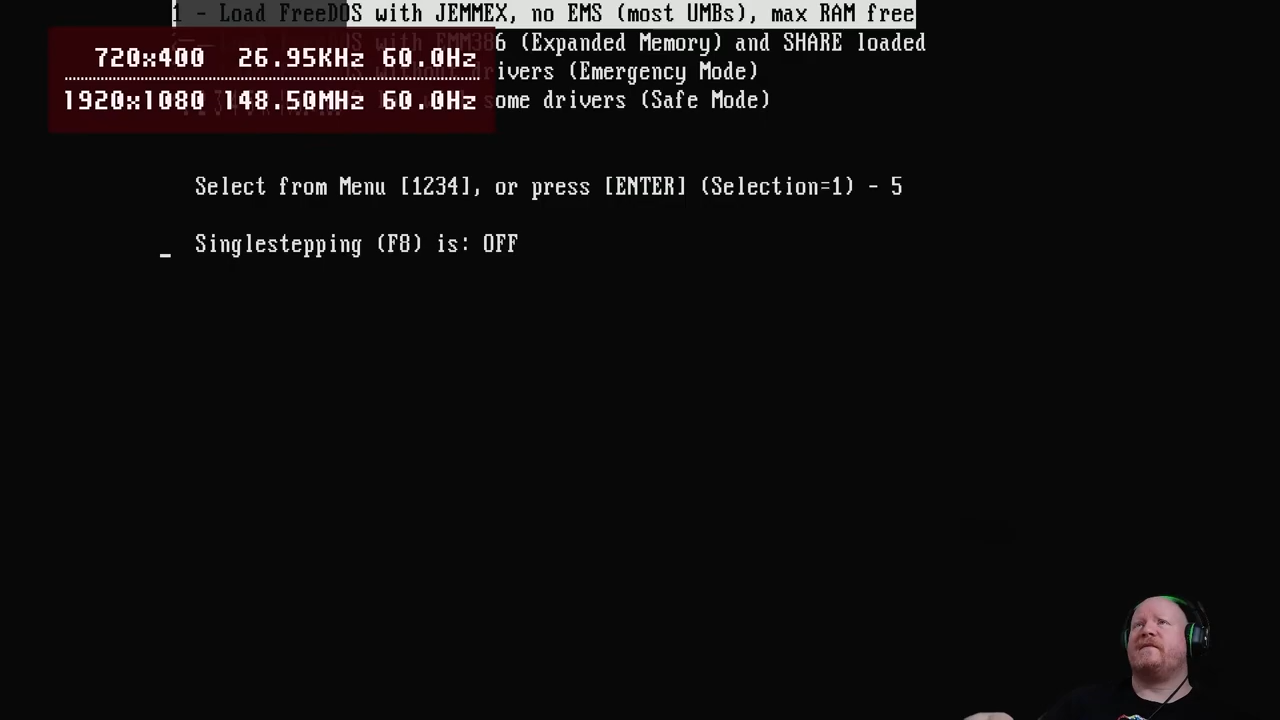 1 - Load FreeDOS with JEMMEX, no EMS (most UMBs), max RAM free
6 (Expanded Memory) and SHARE loaded
rivers (Emergency Mode)
ome drivers (Safe Mode)
720x400 26.95KHz 60.0Hz
1920x1080 148.50MHz 60.0Hz
Select from Menu [1234], or press [ENTER] (Selection=1) - 5
Singlestepping (F8) is: OFF